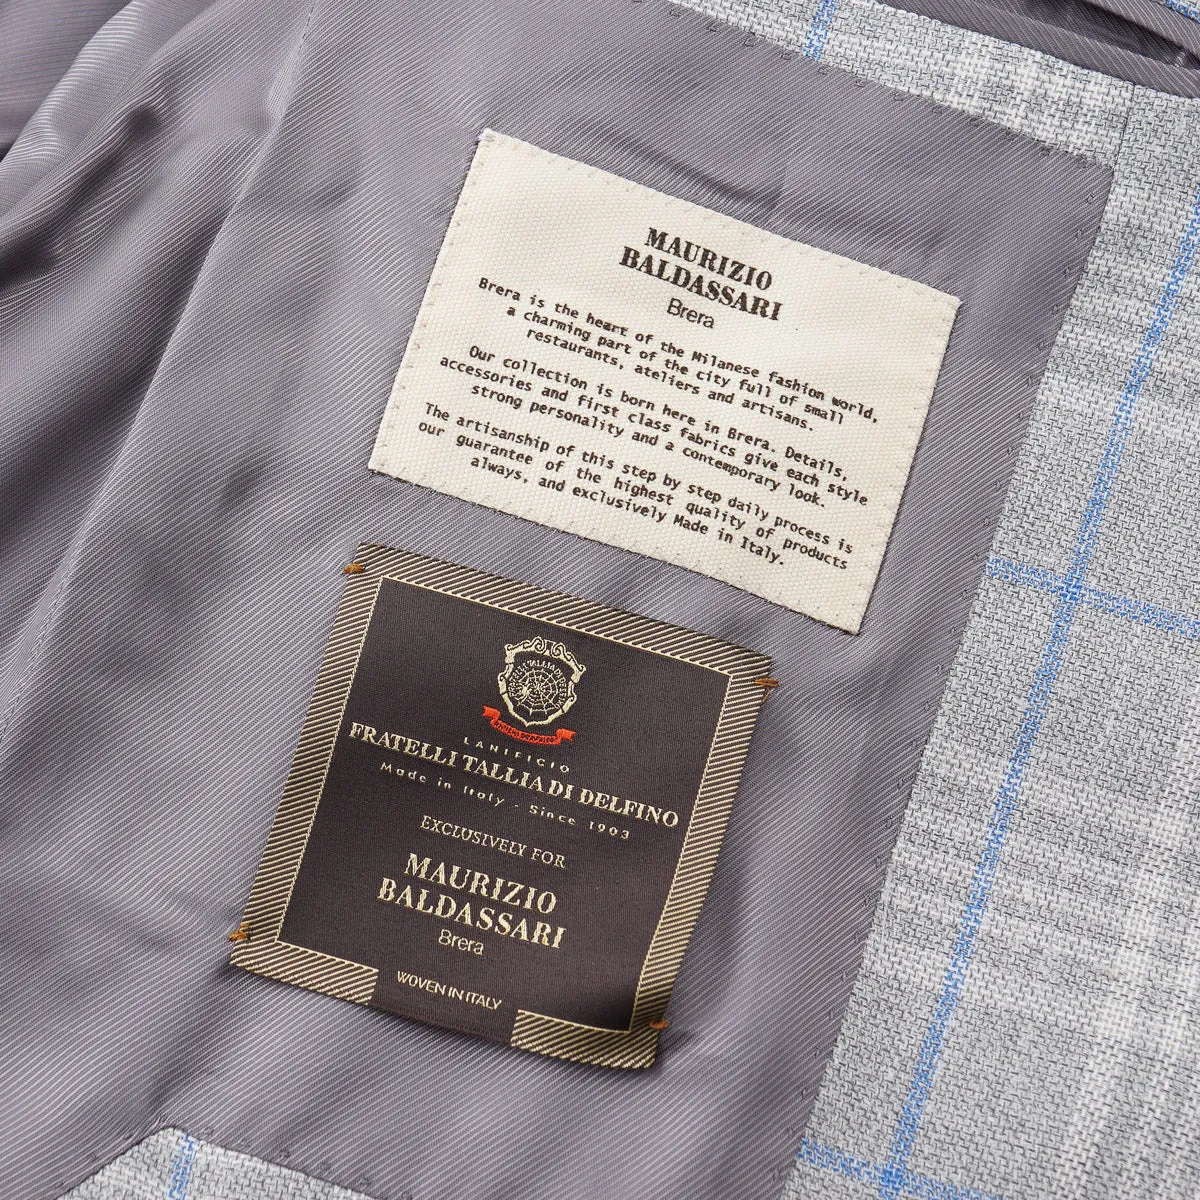 MAURIZIO
BALDASSARI
Brera
Brera is the heart of the Milanese fashion world,
a charming part of the city full of small
restaurants, ateliers and artisans.
Our collection is born here in Brera. Details,
accessories and first class fabrics give each style
strong personality and a contemporary look.
The artisanship of this step by step daily process is
our guarantee of the highest quality of products
always, and exclusively Made in Italy.
LANIFICIO
FRATELLI TALLIA DI DELFINO
Made in Italy - Since 1903
EXCLUSIVELY FOR
MAURIZIO
BALDASSARI
Brera
WOVEN IN ITALY